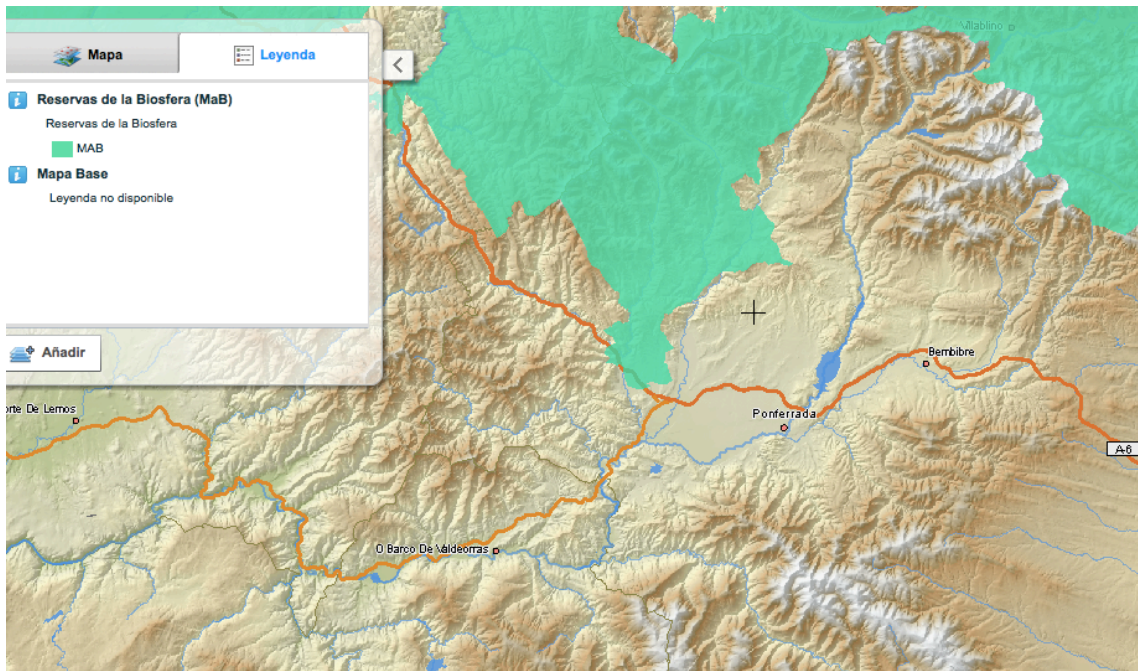 Mapa
Leyenda
Reservas de la Biosfera (MaB)
Reservas de la Biosfera
MAB
Mapa Base
Leyenda no disponible
Añadir
Villablino
orte De Lemos
Bembibre
Ponferrada
A-6
O Barco De Valdeorras